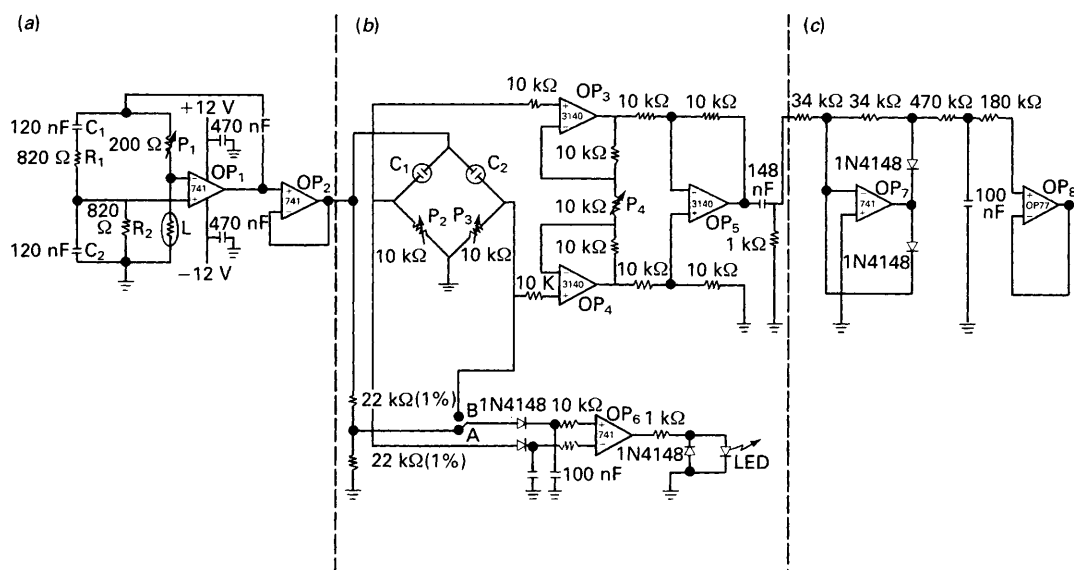 (a)
+12 V
120 nF
C1
470 nF
200 Ω
P1
820 Ω
R1
OP1
+
741
−
OP2
+
741
−
820
Ω
R2
L
470 nF
120 nF
C2
−12 V
(b)
10 kΩ
OP3
+
3140
−
10 kΩ
10 kΩ
C1
C2
10 kΩ
148
nF
P2
P3
10 kΩ
P4
−
3140
+
OP5
10 kΩ
10 kΩ
10 kΩ
1 kΩ
10 K
−
3140
+
OP4
10 kΩ
10 kΩ
22 kΩ(1%)
B
1N4148
10 kΩ
OP6
1 kΩ
A
+
741
−
1N4148
LED
22 kΩ(1%)
100 nF
(c)
34 kΩ
34 kΩ
470 kΩ
180 kΩ
1N4148
OP7
−
741
+
100
nF
OP8
+
OP77
−
1N4148